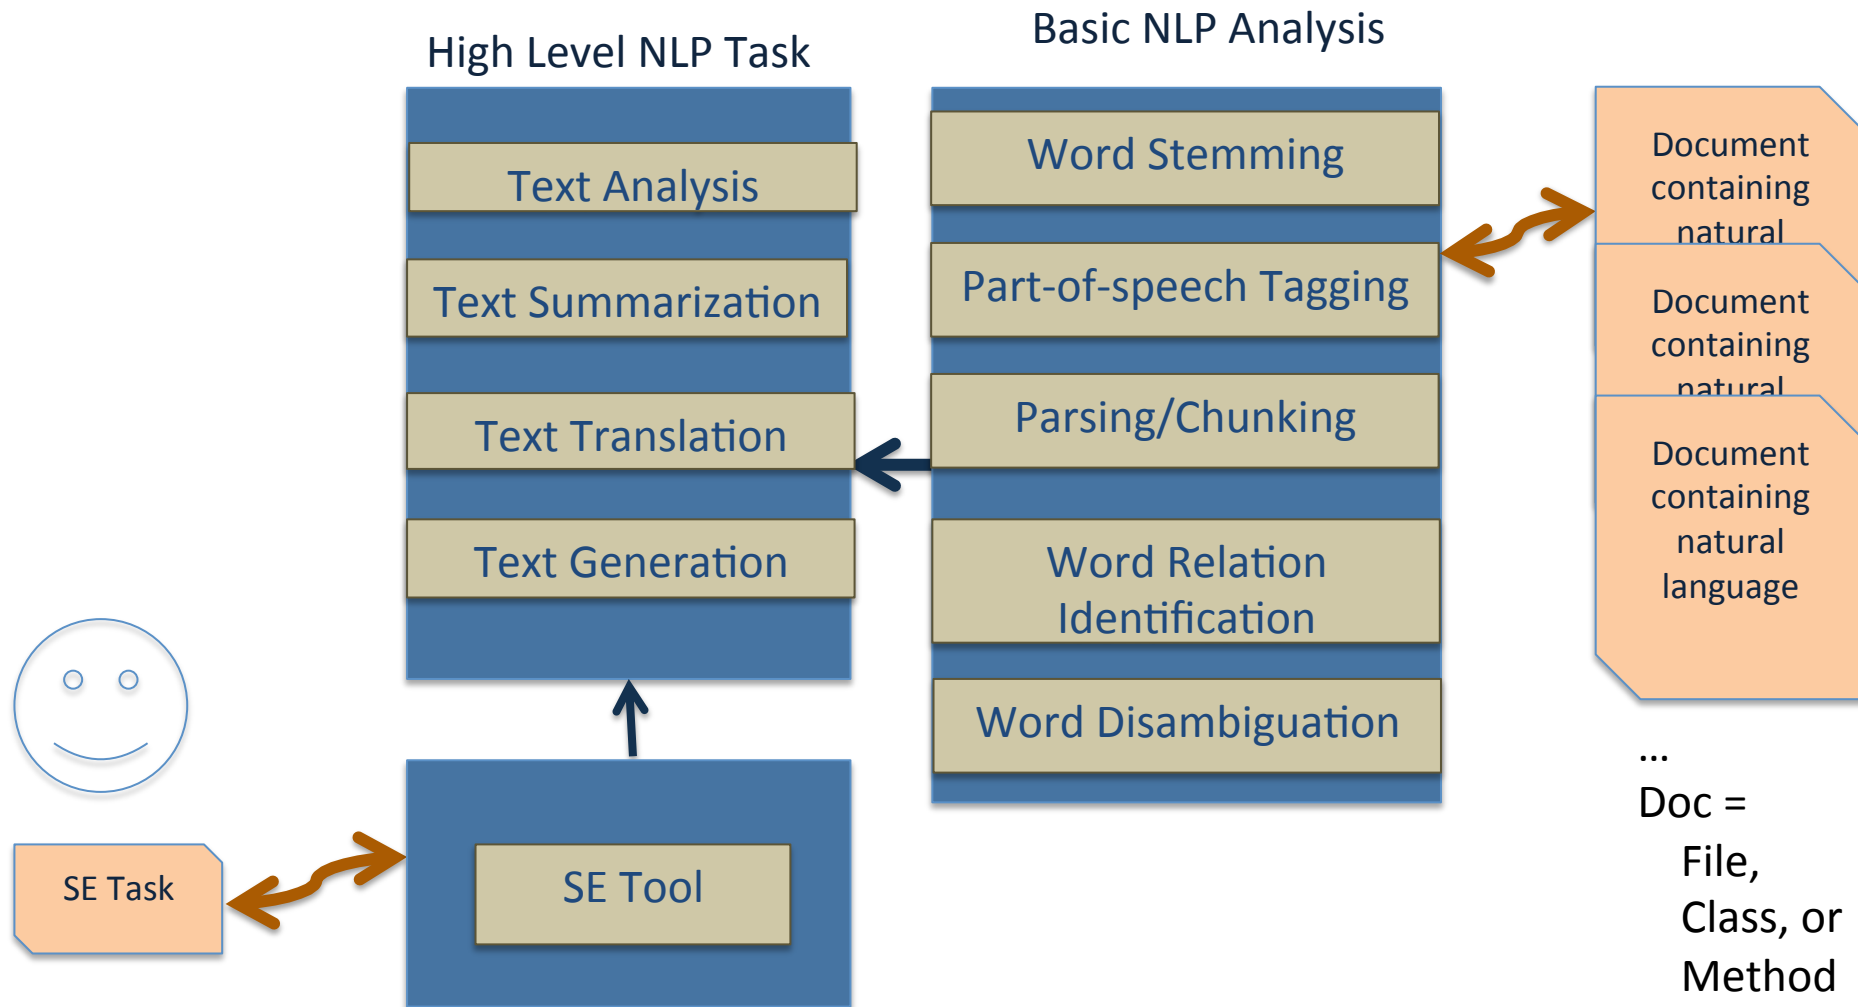 High Level NLP Task
Text Analysis
Text Summarization
Text Translation
Text Generation
Basic NLP Analysis
Word Stemming
Part-of-speech Tagging
Parsing/Chunking
Word Relation
Identification
Word Disambiguation
Document
containing
natural
Document
containing
natural
Document
containing
natural
language
...
Doc =
File,
Class, or
Method
SE Task
SE Tool